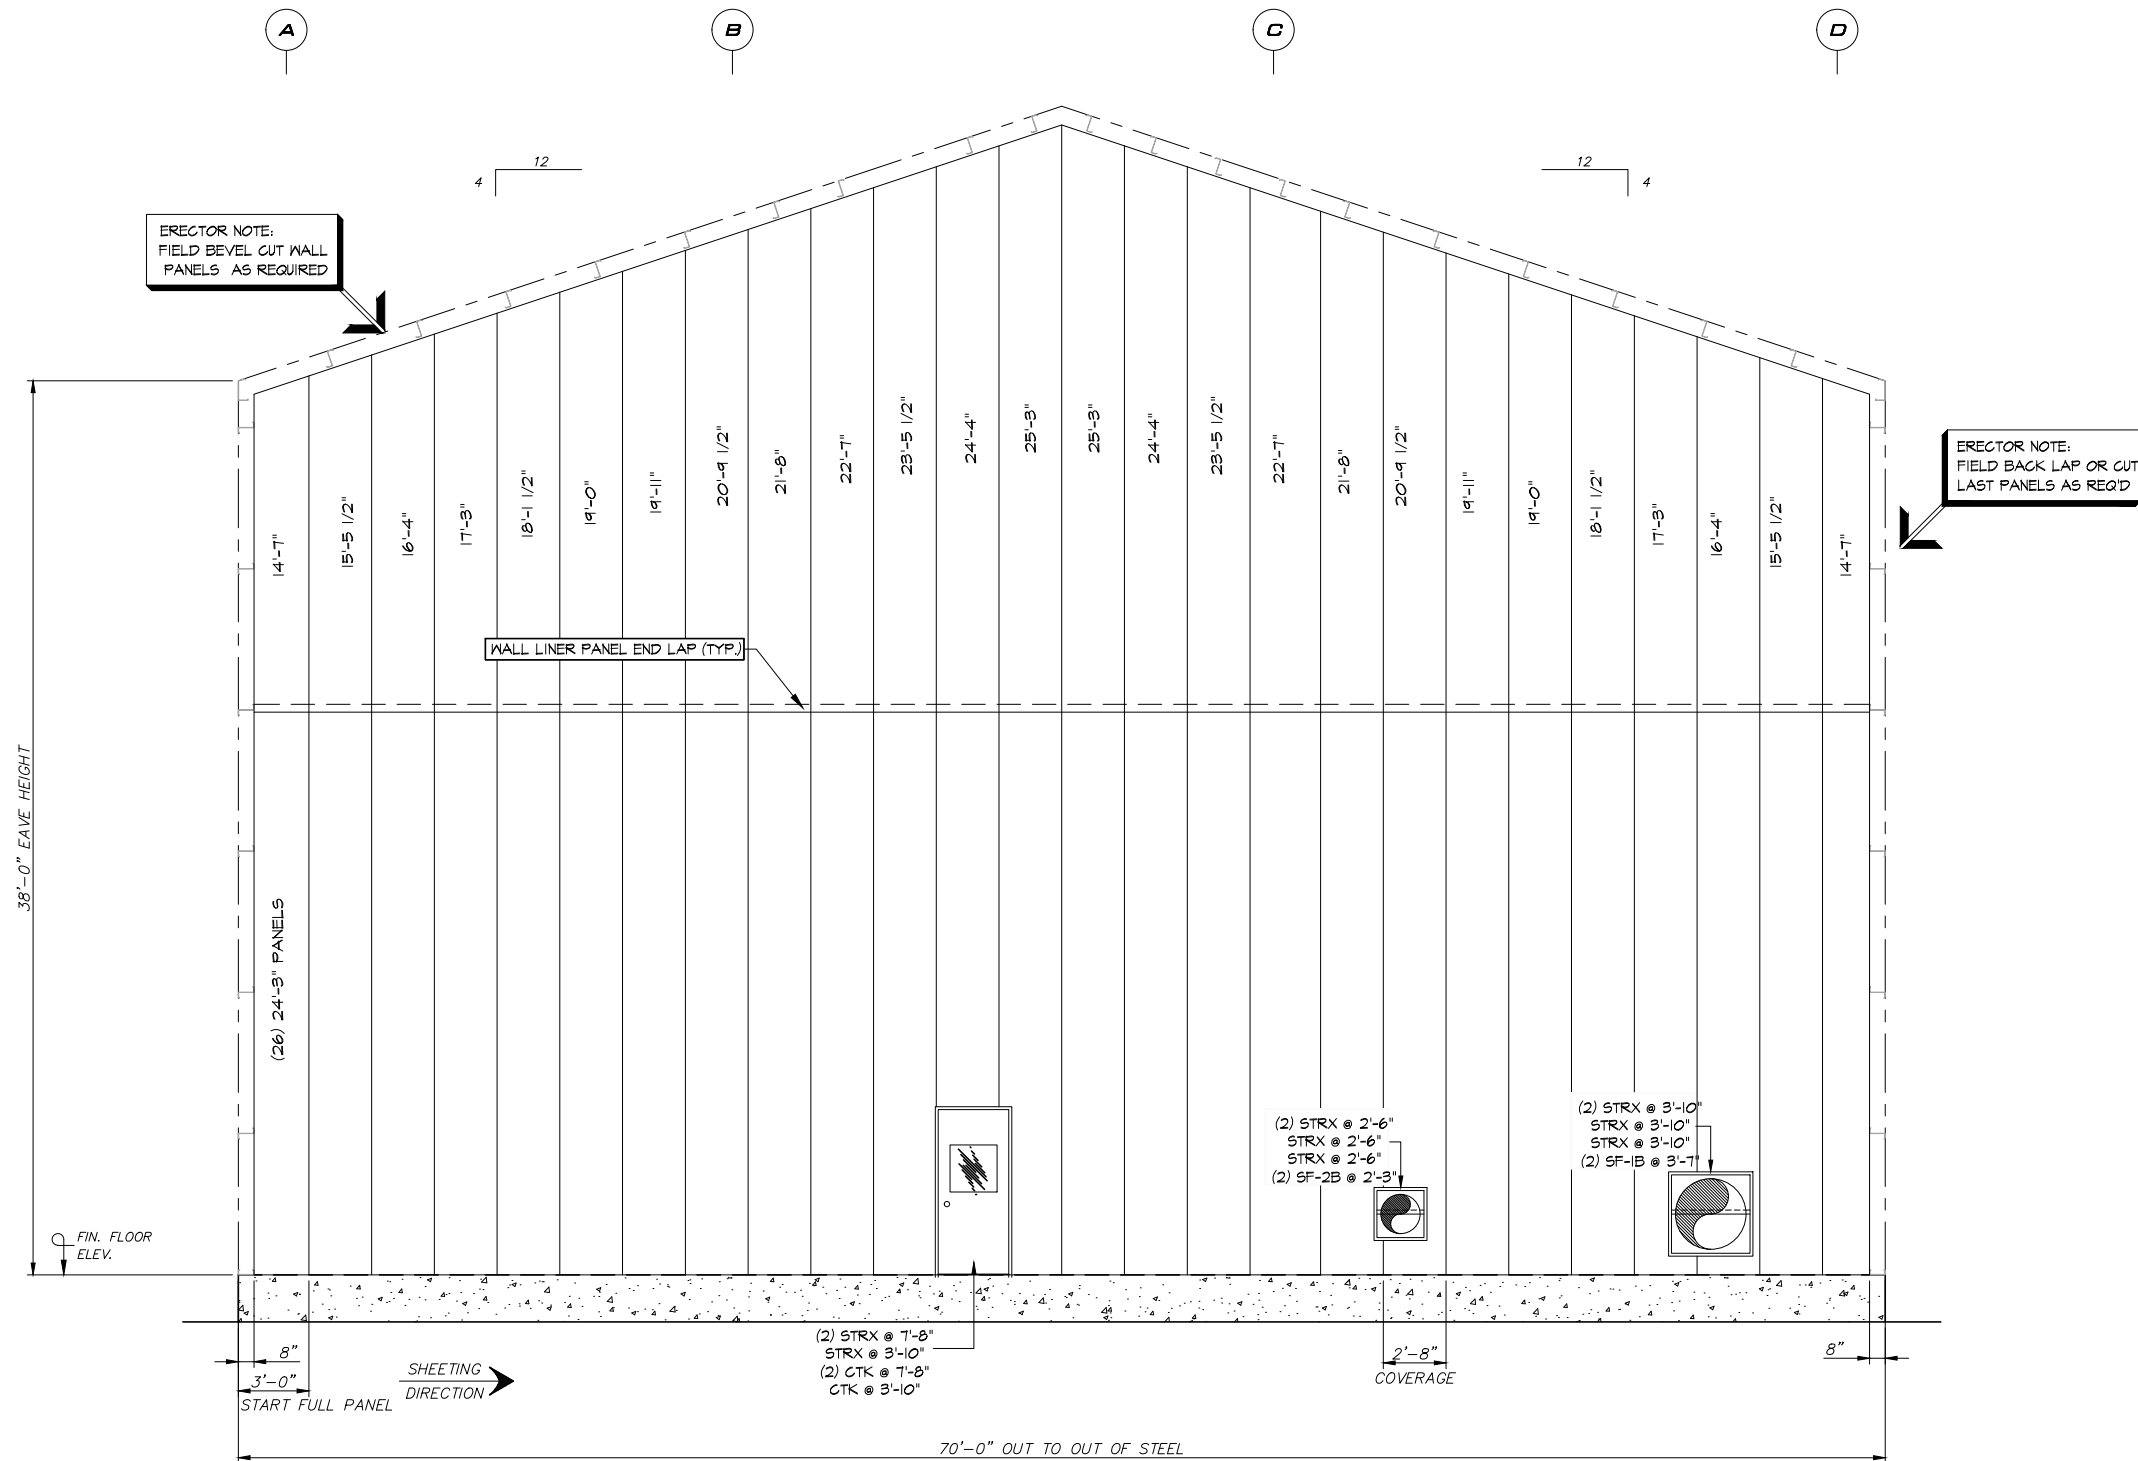 A
B
C
D
12
4
12
4
ERECTOR NOTE:
FIELD BEVEL CUT WALL
PANELS AS REQUIRED
ERECTOR NOTE:
FIELD BACK LAP OR CUT
LAST PANELS AS REQ'D
14'-7"
15'-5 1/2"
16'-4"
17'-3"
18'-1 1/2"
19'-0"
19'-11"
20'-9 1/2"
21'-8"
22'-7"
23'-5 1/2"
24'-4"
25'-3"
25'-3"
24'-4"
23'-5 1/2"
22'-7"
21'-8"
20'-9 1/2"
19'-11"
19'-0"
18'-1 1/2"
17'-3"
16'-4"
15'-5 1/2"
14'-7"
WALL LINER PANEL END LAP (TYP.)
38'-0" EAVE HEIGHT
(26) 24'-3" PANELS
(2) STRX @ 2'-6"
STRX @ 2'-6"
STRX @ 2'-6"
(2) SF-2B @ 2'-3"
(2) STRX @ 3'-10"
STRX @ 3'-10"
STRX @ 3'-10"
(2) SF-1B @ 3'-7"
FIN. FLOOR
ELEV.
(2) STRX @ 7'-8"
STRX @ 3'-10"
(2) CTK @ 7'-8"
CTK @ 3'-10"
8"
3'-0"
START FULL PANEL
SHEETING
DIRECTION
2'-8"
COVERAGE
8"
70'-0" OUT TO OUT OF STEEL